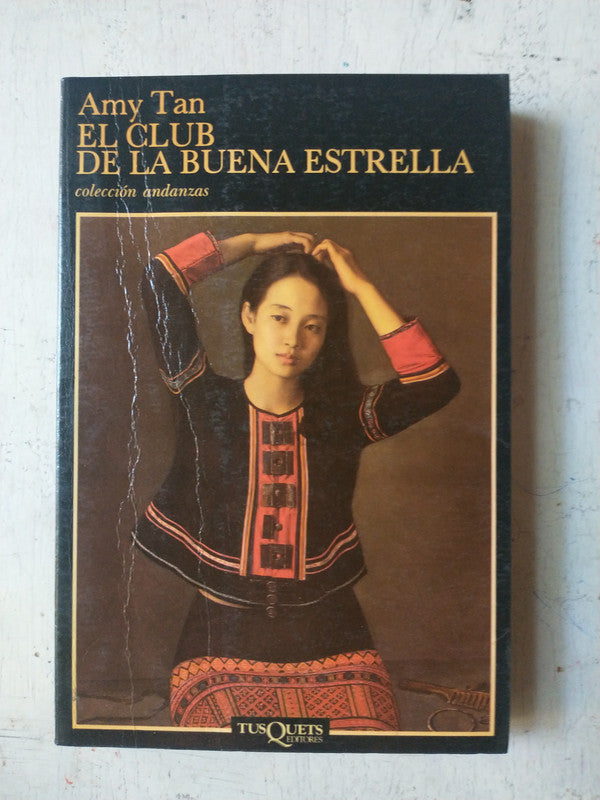 Amy Tan
EL CLUB
DE LA BUENA ESTRELLA
colección andanzas
TUSQUETS
EDITORES